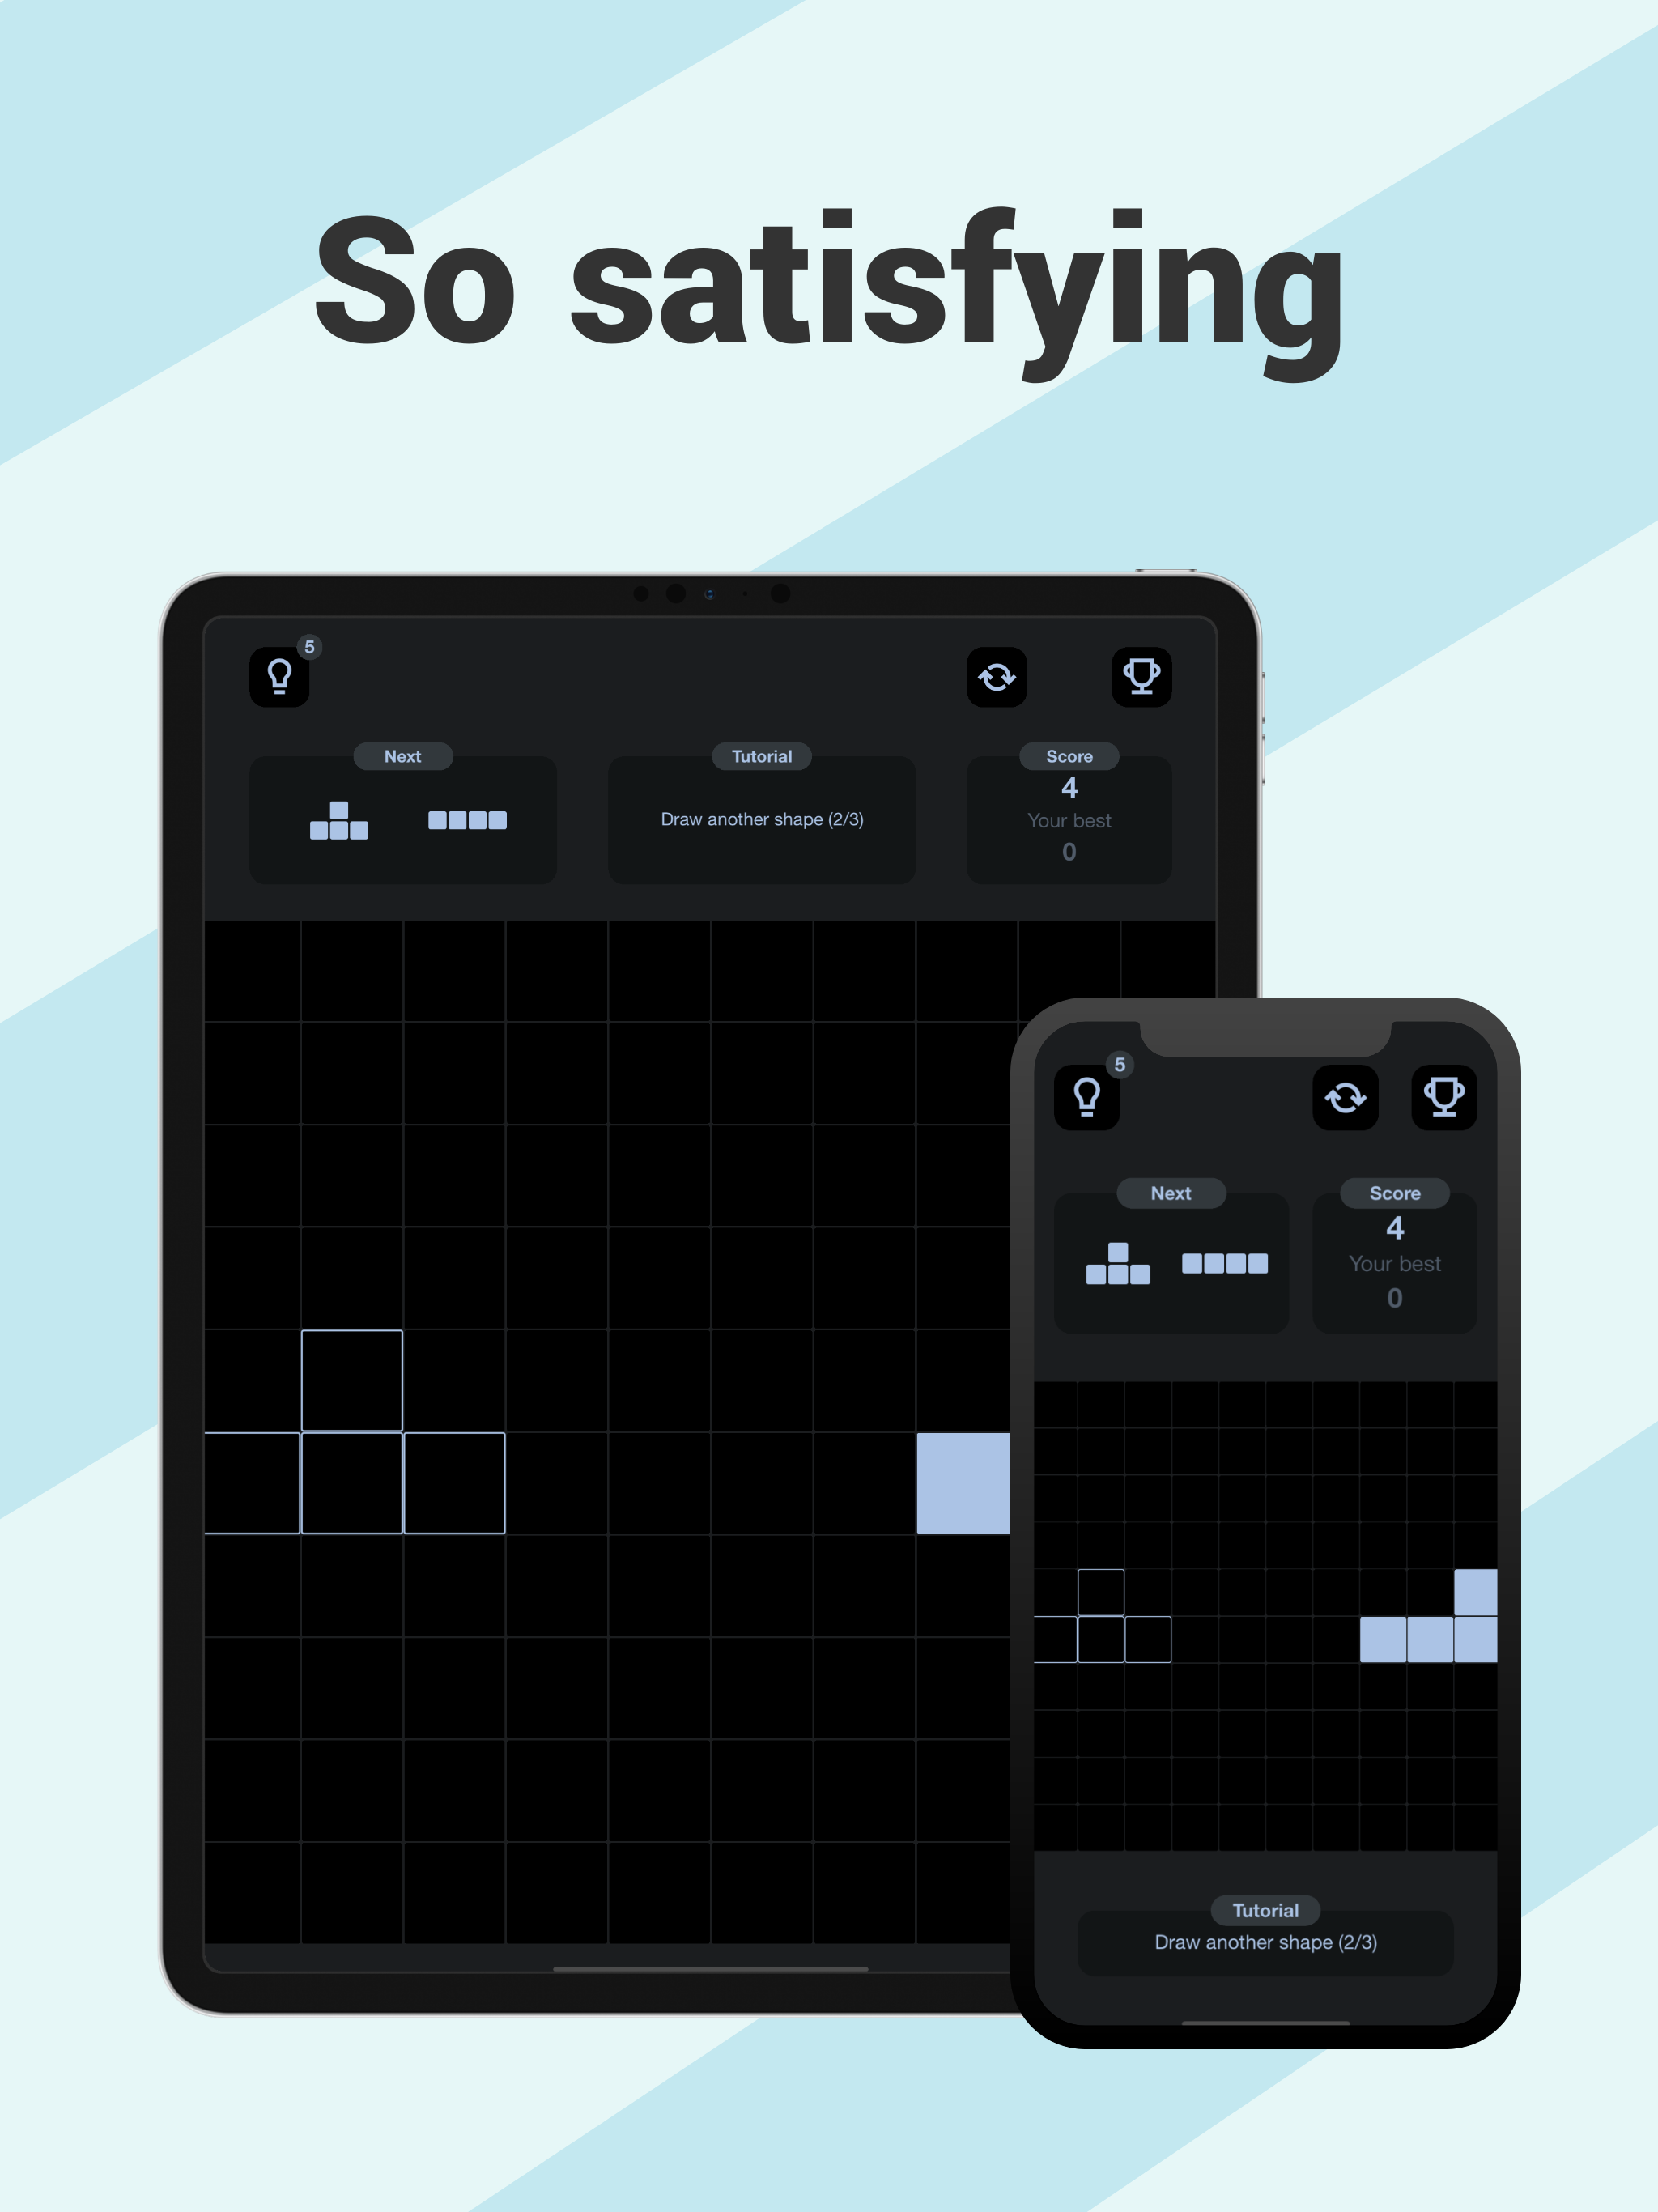 So satisfying
5
Next
Tutorial
Score
4
Draw another shape (2/3)
Your best
0
5
Next
Score
4
Your best
0
Tutorial
Draw another shape (2/3)